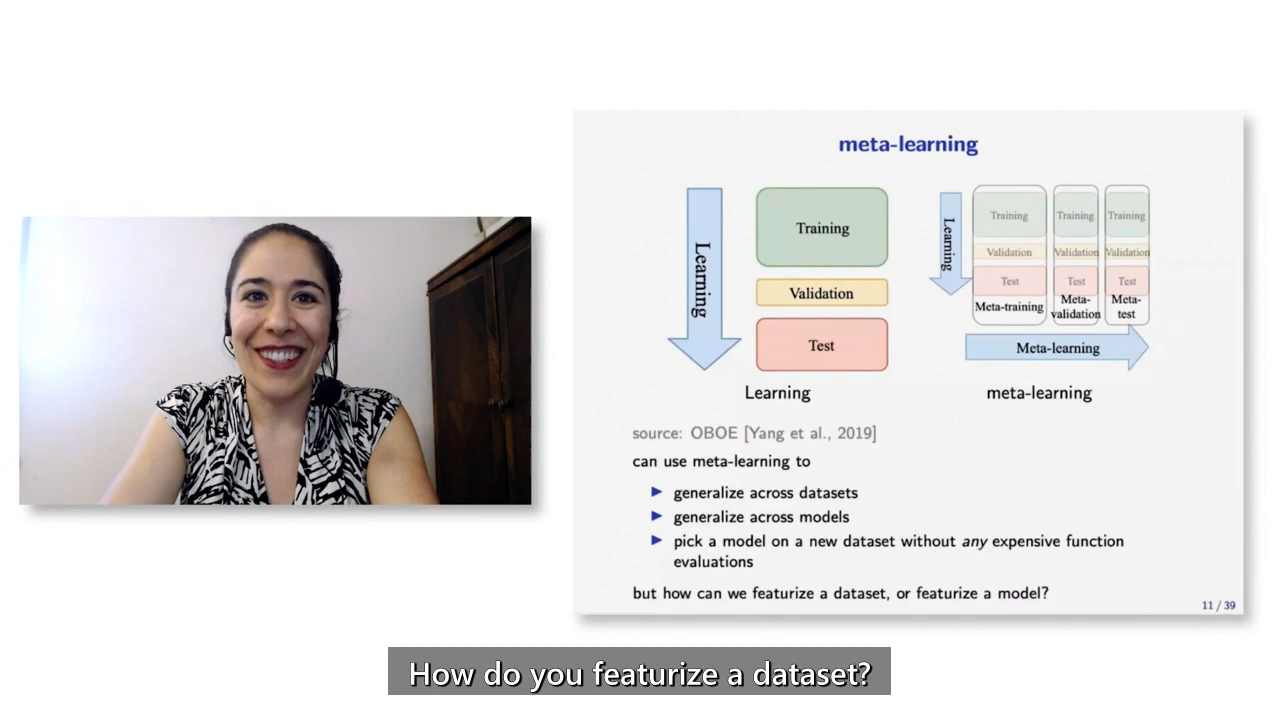 meta-learning
Learning
Training
Validation
Test
Learning
Learning
Training
Training
Training
Validation
Validation
Validation
Test
Test
Test
Meta-training
Meta-
validation
Meta-
test
Meta-learning
meta-learning
source: OBOE [Yang et al., 2019]
can use meta-learning to
generalize across datasets
generalize across models
pick a model on a new dataset without any expensive function
evaluations
but how can we featurize a dataset, or featurize a model?
11 / 39
How do you featurize a dataset?